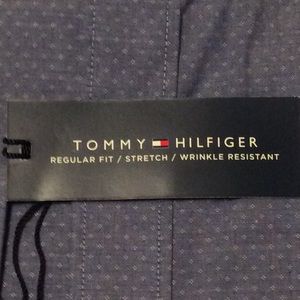 TOMMY HILFIGER
REGULAR FIT / STRETCH / WRINKLE RESISTANT